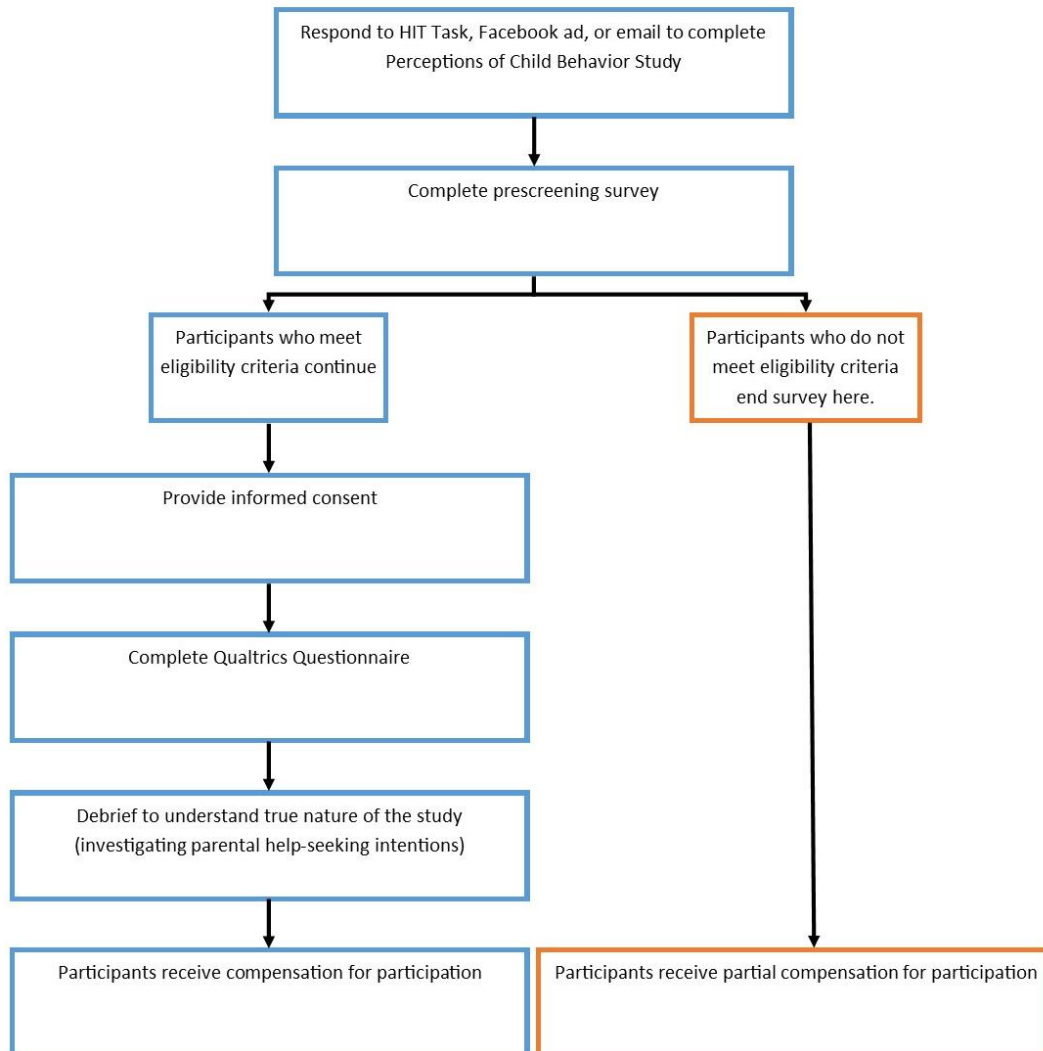 Respond to HIT Task, Facebook ad, or email to complete
Perceptions of Child Behavior Study
Complete prescreening survey
Participants who meet
eligibility criteria continue
Participants who do not
meet eligibility criteria
end survey here.
Provide informed consent
Complete Qualtrics Questionnaire
Debrief to understand true nature of the study
(investigating parental help-seeking intentions)
Participants receive compensation for participation
Participants receive partial compensation for participation